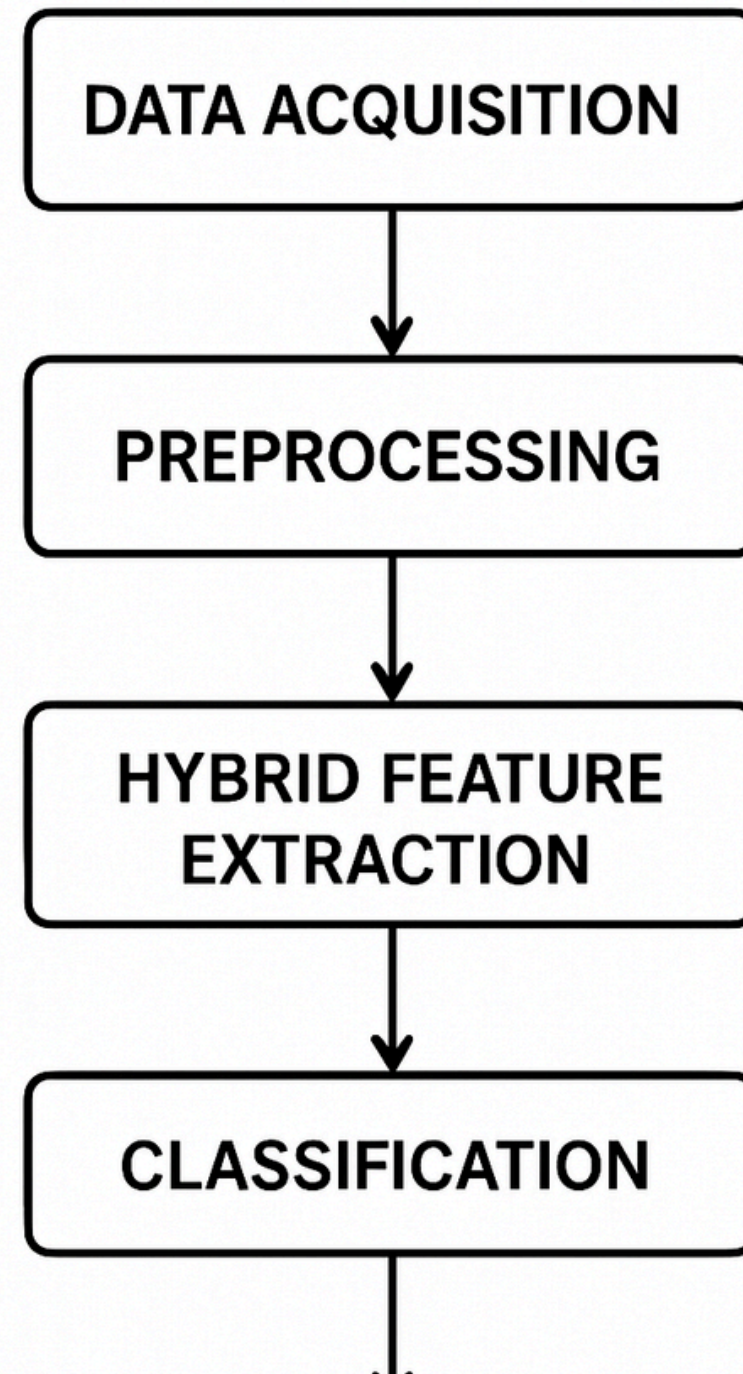 DATA ACQUISITION
PREPROCESSING
HYBRID FEATURE
EXTRACTION
CLASSIFICATION